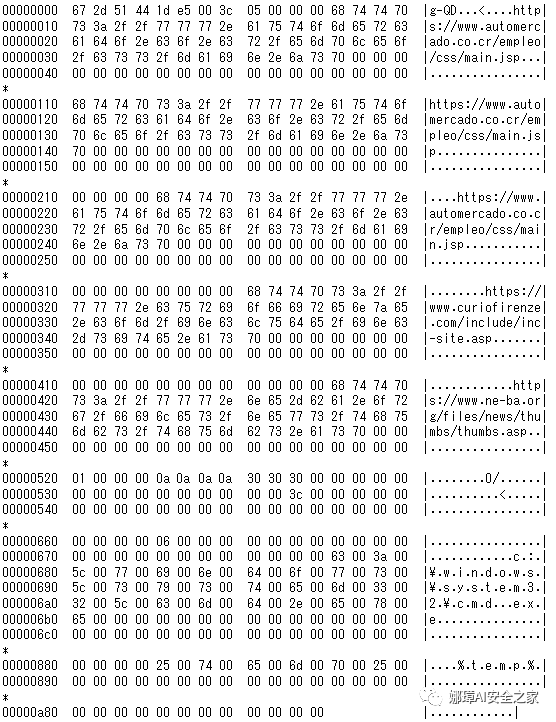 00000000 67 2d 51 44 1d e5 00 3c 05 00 00 00 68 74 74 70 |g-QD...<....http|
00000010 73 3a 2f 2f 77 77 77 2e 61 75 74 6f 6d 65 72 63 |s://www.automerc|
00000020 61 64 6f 2e 63 6f 2e 63 72 2f 65 6d 70 6c 65 6f |ado.co.cr/empleo|
00000030 2f 63 73 73 2f 6d 61 69 6e 2e 6a 73 70 00 00 00 |/css/main.jsp...|
00000040 00 00 00 00 00 00 00 00 00 00 00 00 00 00 00 00 |................|
*
00000110 68 74 74 70 73 3a 2f 2f 77 77 77 2e 61 75 74 6f |https://www.auto|
00000120 6d 65 72 63 61 64 6f 2e 63 6f 2e 63 72 2f 65 6d |mercado.co.cr/em|
00000130 70 6c 65 6f 2f 63 73 73 2f 6d 61 69 6e 2e 6a 73 |pleo/css/main.js|
00000140 70 00 00 00 00 00 00 00 00 00 00 00 00 00 00 00 |p...............|
00000150 00 00 00 00 00 00 00 00 00 00 00 00 00 00 00 00 |................|
*
00000210 00 00 00 00 68 74 74 70 73 3a 2f 2f 77 77 77 2e |....https://www.|
00000220 61 75 74 6f 6d 65 72 63 61 64 6f 2e 63 6f 2e 63 |automercado.co.c|
00000230 72 2f 65 6d 70 6c 65 6f 2f 63 73 73 2f 6d 61 69 |r/empleo/css/mai|
00000240 6e 2e 6a 73 70 00 00 00 00 00 00 00 00 00 00 00 |n.jsp...........|
00000250 00 00 00 00 00 00 00 00 00 00 00 00 00 00 00 00 |................|
*
00000310 00 00 00 00 00 00 00 00 68 74 74 70 73 3a 2f 2f |........https://|
00000320 77 77 77 2e 63 75 72 69 6f 66 69 72 65 6e 7a 65 |www.curiofirenze|
00000330 2e 63 6f 6d 2f 69 6e 63 6c 75 64 65 2f 69 6e 63 |.com/include/inc|
00000340 2d 73 69 74 65 2e 61 73 70 00 00 00 00 00 00 00 |-site.asp.......|
00000350 00 00 00 00 00 00 00 00 00 00 00 00 00 00 00 00 |................|
*
00000410 00 00 00 00 00 00 00 00 00 00 00 00 68 74 74 70 |............http|
00000420 73 3a 2f 2f 77 77 77 2e 6e 65 2d 62 61 2e 6f 72 |s://www.ne-ba.or|
00000430 67 2f 66 69 6c 65 73 2f 6e 65 77 73 2f 74 68 75 |g/files/news/thu|
00000440 6d 62 73 2f 74 68 75 6d 62 73 2e 61 73 70 00 00 |mbs/thumbs.asp..|
00000450 00 00 00 00 00 00 00 00 00 00 00 00 00 00 00 00 |................|
*
00000520 01 00 00 00 0a 0a 0a 0a 30 30 30 00 00 00 00 00 |........0/......|
00000530 00 00 00 00 00 00 00 00 00 00 3c 00 00 00 00 00 |..........<.....|
00000540 00 00 00 00 00 00 00 00 00 00 00 00 00 00 00 00 |................|
*
00000660 00 00 00 00 06 00 00 00 00 00 00 00 00 00 00 00 |................|
00000670 00 00 00 00 00 00 00 00 00 00 00 00 63 00 3a 00 |............c.:.|
00000680 5c 00 77 00 69 00 6e 00 64 00 6f 00 77 00 73 00 |¥.w.i.n.d.o.w.s.|
00000690 5c 00 73 00 79 00 73 00 74 00 65 00 6d 00 33 00 |¥.s.y.s.t.e.m.3.|
000006a0 32 00 5c 00 63 00 6d 00 64 00 2e 00 65 00 78 00 |2.¥.c.m.d...e.x.|
000006b0 65 00 00 00 00 00 00 00 00 00 00 00 00 00 00 00 |e...............|
000006c0 00 00 00 00 00 00 00 00 00 00 00 00 00 00 00 00 |................|
*
00000880 00 00 00 00 25 00 74 00 65 00 6d 00 70 00 25 00 |....%.t.e.m.p.%.|
00000890 00 00 00 00 00 00 00 00 00 00 00 00 00 00 00 00 |................|
*
00000a80 00 00 00 00 00 00 00 00 00 00 00 00 |............|
娜璋AI安全之家